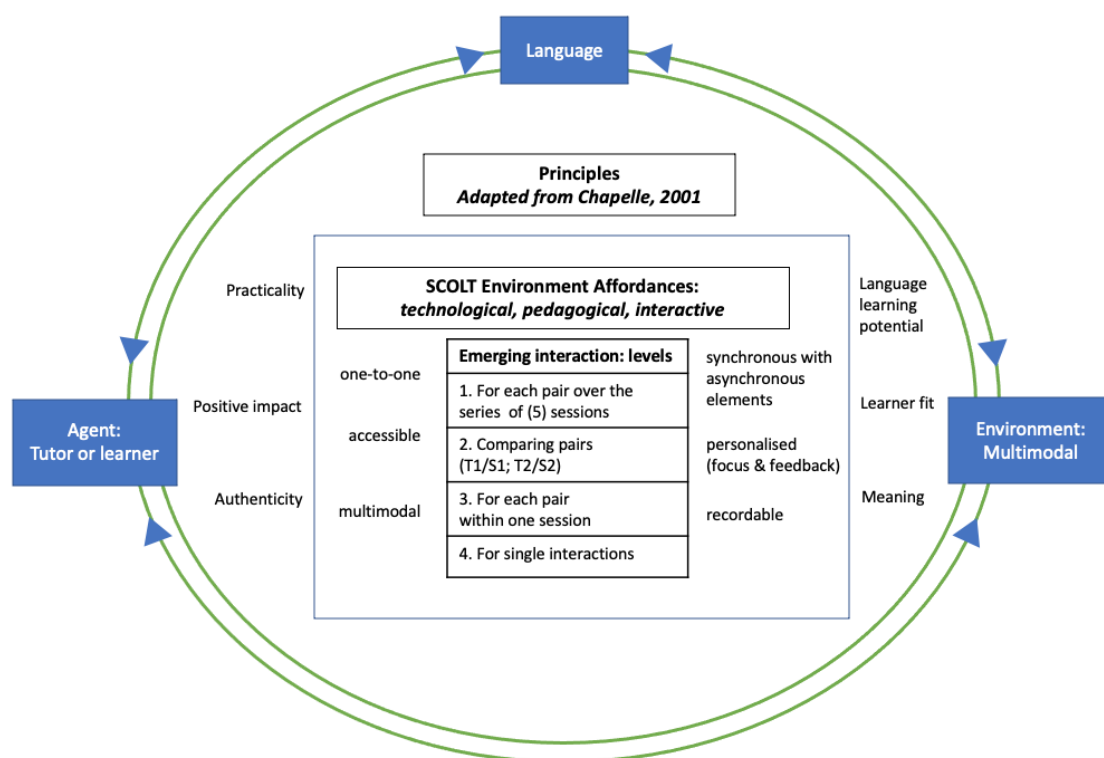 Language
Principles
Adapted from Chapelle, 2001
Practicality
Positive impact
Authenticity
Language
learning
potential
Learner fit
Meaning
Agent:
Tutor or learner
Environment:
Multimodal
SCOLT Environment Affordances:
technological, pedagogical, interactive
one-to-one
accessible
multimodal
Emerging interaction: levels
1. For each pair over the
series of (5) sessions
2. Comparing pairs
(T1/S1; T2/S2)
3. For each pair
within one session
4. For single interactions
synchronous with
asynchronous
elements
personalised
(focus & feedback)
recordable